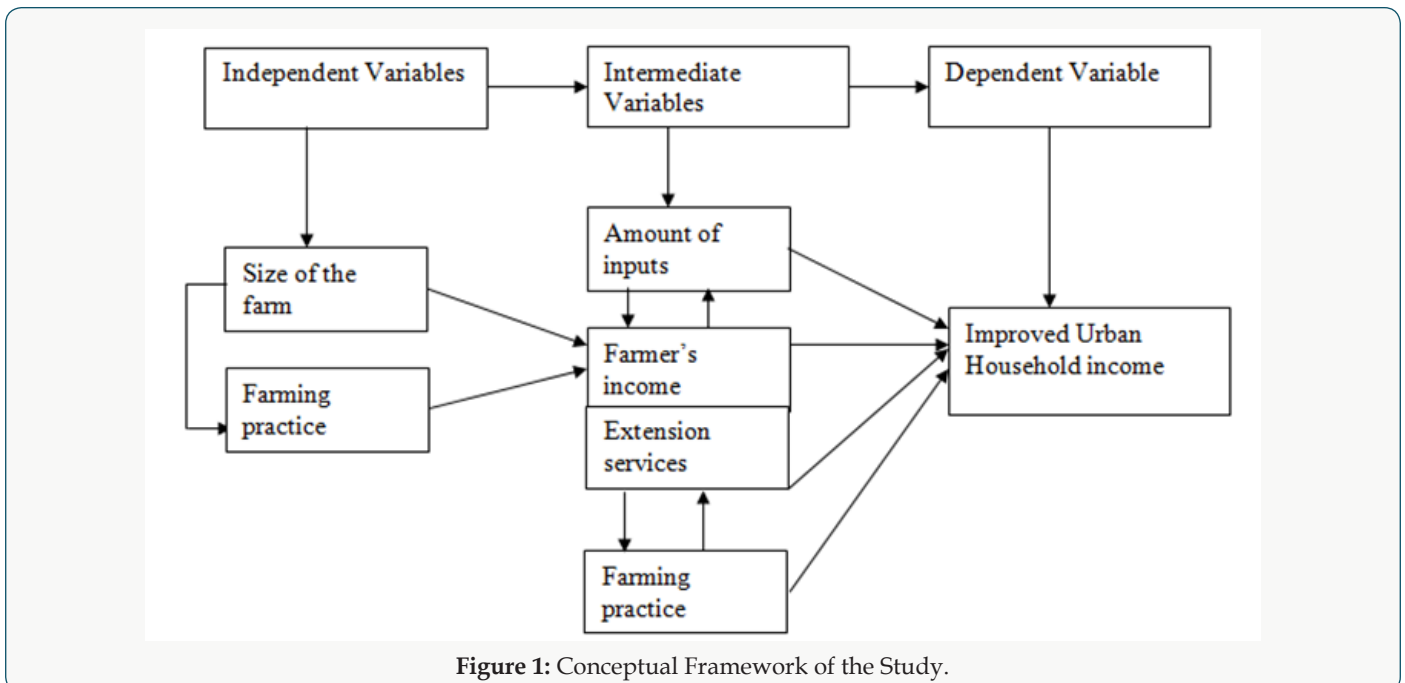 Independent Variables
Intermediate
Variables
Dependent Variable
Size of the
farm
Farming
practice
Amount of
inputs
Farmer's
income
Extension
services
Farming
practice
Improved Urban
Household income
Figure 1: Conceptual Framework of the Study.